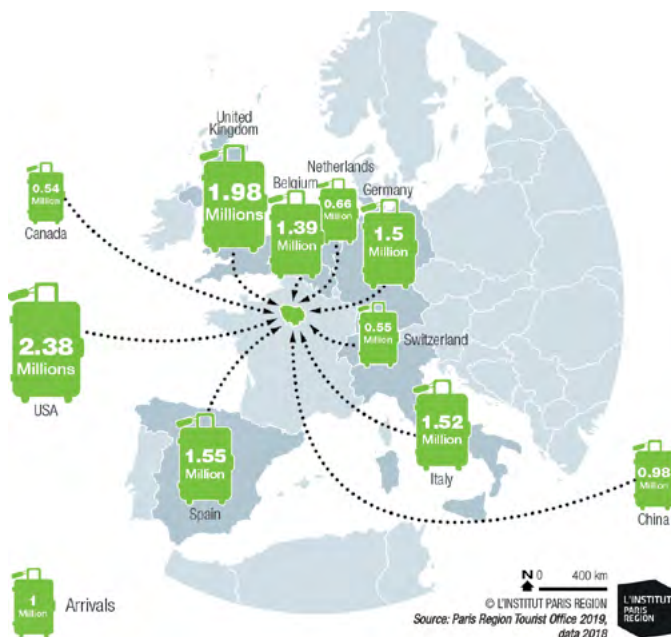 United
Kingdom
1.98
Millions
Netherlands
0.66
Million
Belgium
1.39
Million
Germany
1.5
Million
0.54
Million
Canada
2.38
Millions
USA
0.55
Million
Switzerland
1.55
Million
Spain
1.52
Million
Italy
0.98
Million
China
1
Million
Arrivals
N 0 400 km
© L'INSTITUT PARIS REGION
Source: Paris Region Tourist Office 2019,
data 2018
L'INSTITUT
PARIS
REGION